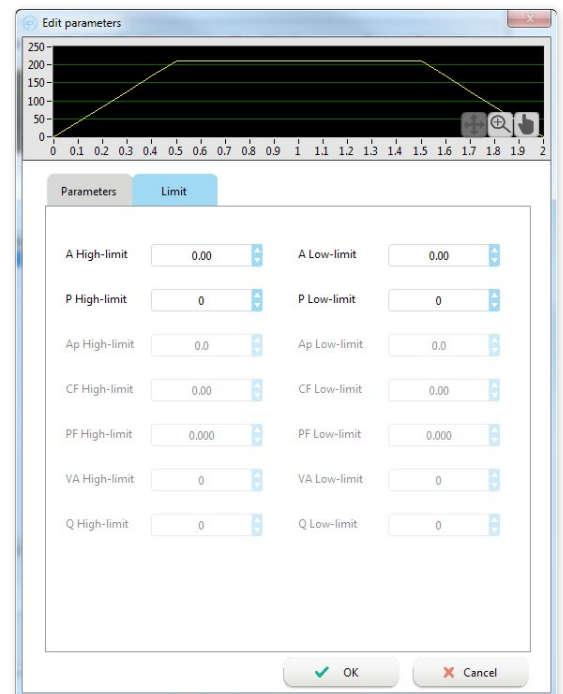 Edit parameters
250
200
150
100
50
0
0 0.1 0.2 0.3 0.4 0.5 0.6 0.7 0.8 0.9 1 1.1 1.2 1.3 1.4 1.5 1.6 1.7 1.8 1.9 2
Parameters Limit
A High-limit 0.00 A Low-limit 0.00
P High-limit 0 P Low-limit 0
Ap High-limit 0.0 Ap Low-limit 0.0
CF High-limit 0.00 CF Low-limit 0.00
PF High-limit 0.000 PF Low-limit 0.000
VA High-limit 0 VA Low-limit 0
Q High-limit 0 Q Low-limit 0
OK Cancel